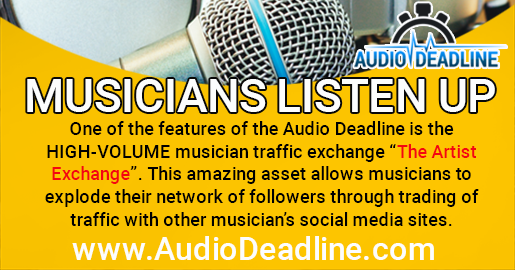 AUDIO DEADLINE
MUSICIANS LISTEN UP
One of the features of the Audio Deadline is the
HIGH-VOLUME musician traffic exchange “The Artist
Exchange”. This amazing asset allows musicians to
explode their network of followers through trading of
traffic with other musician’s social media sites.
www.AudioDeadline.com